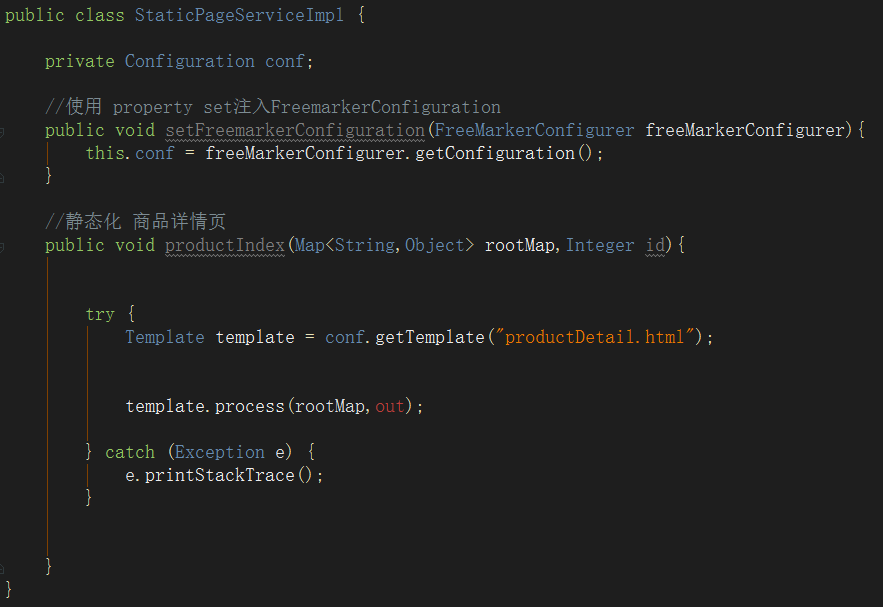 public class StaticPageServiceImpl {
private Configuration conf;
//使用 property set注入FreemarkerConfiguration
public void setFreemarkerConfiguration(FreeMarkerConfigurer freeMarkerConfigurer){
this.conf = freeMarkerConfigurer.getConfiguration();
}
//静态化 商品详情页
public void productIndex(Map<String,Object> rootMap,Integer id){
try {
Template template = conf.getTemplate("productDetail.html");
template.process(rootMap,out);
} catch (Exception e) {
e.printStackTrace();
}
}
}